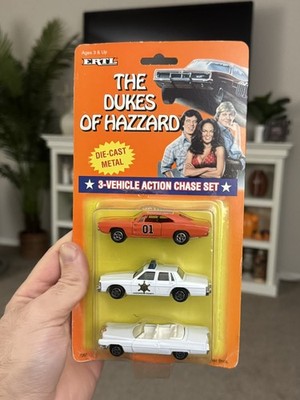 Ages 3 & Up
ERTL
THE
DUKES
OF HAZZARD
DIE-CAST
METAL
3-VEHICLE ACTION CHASE SET
01